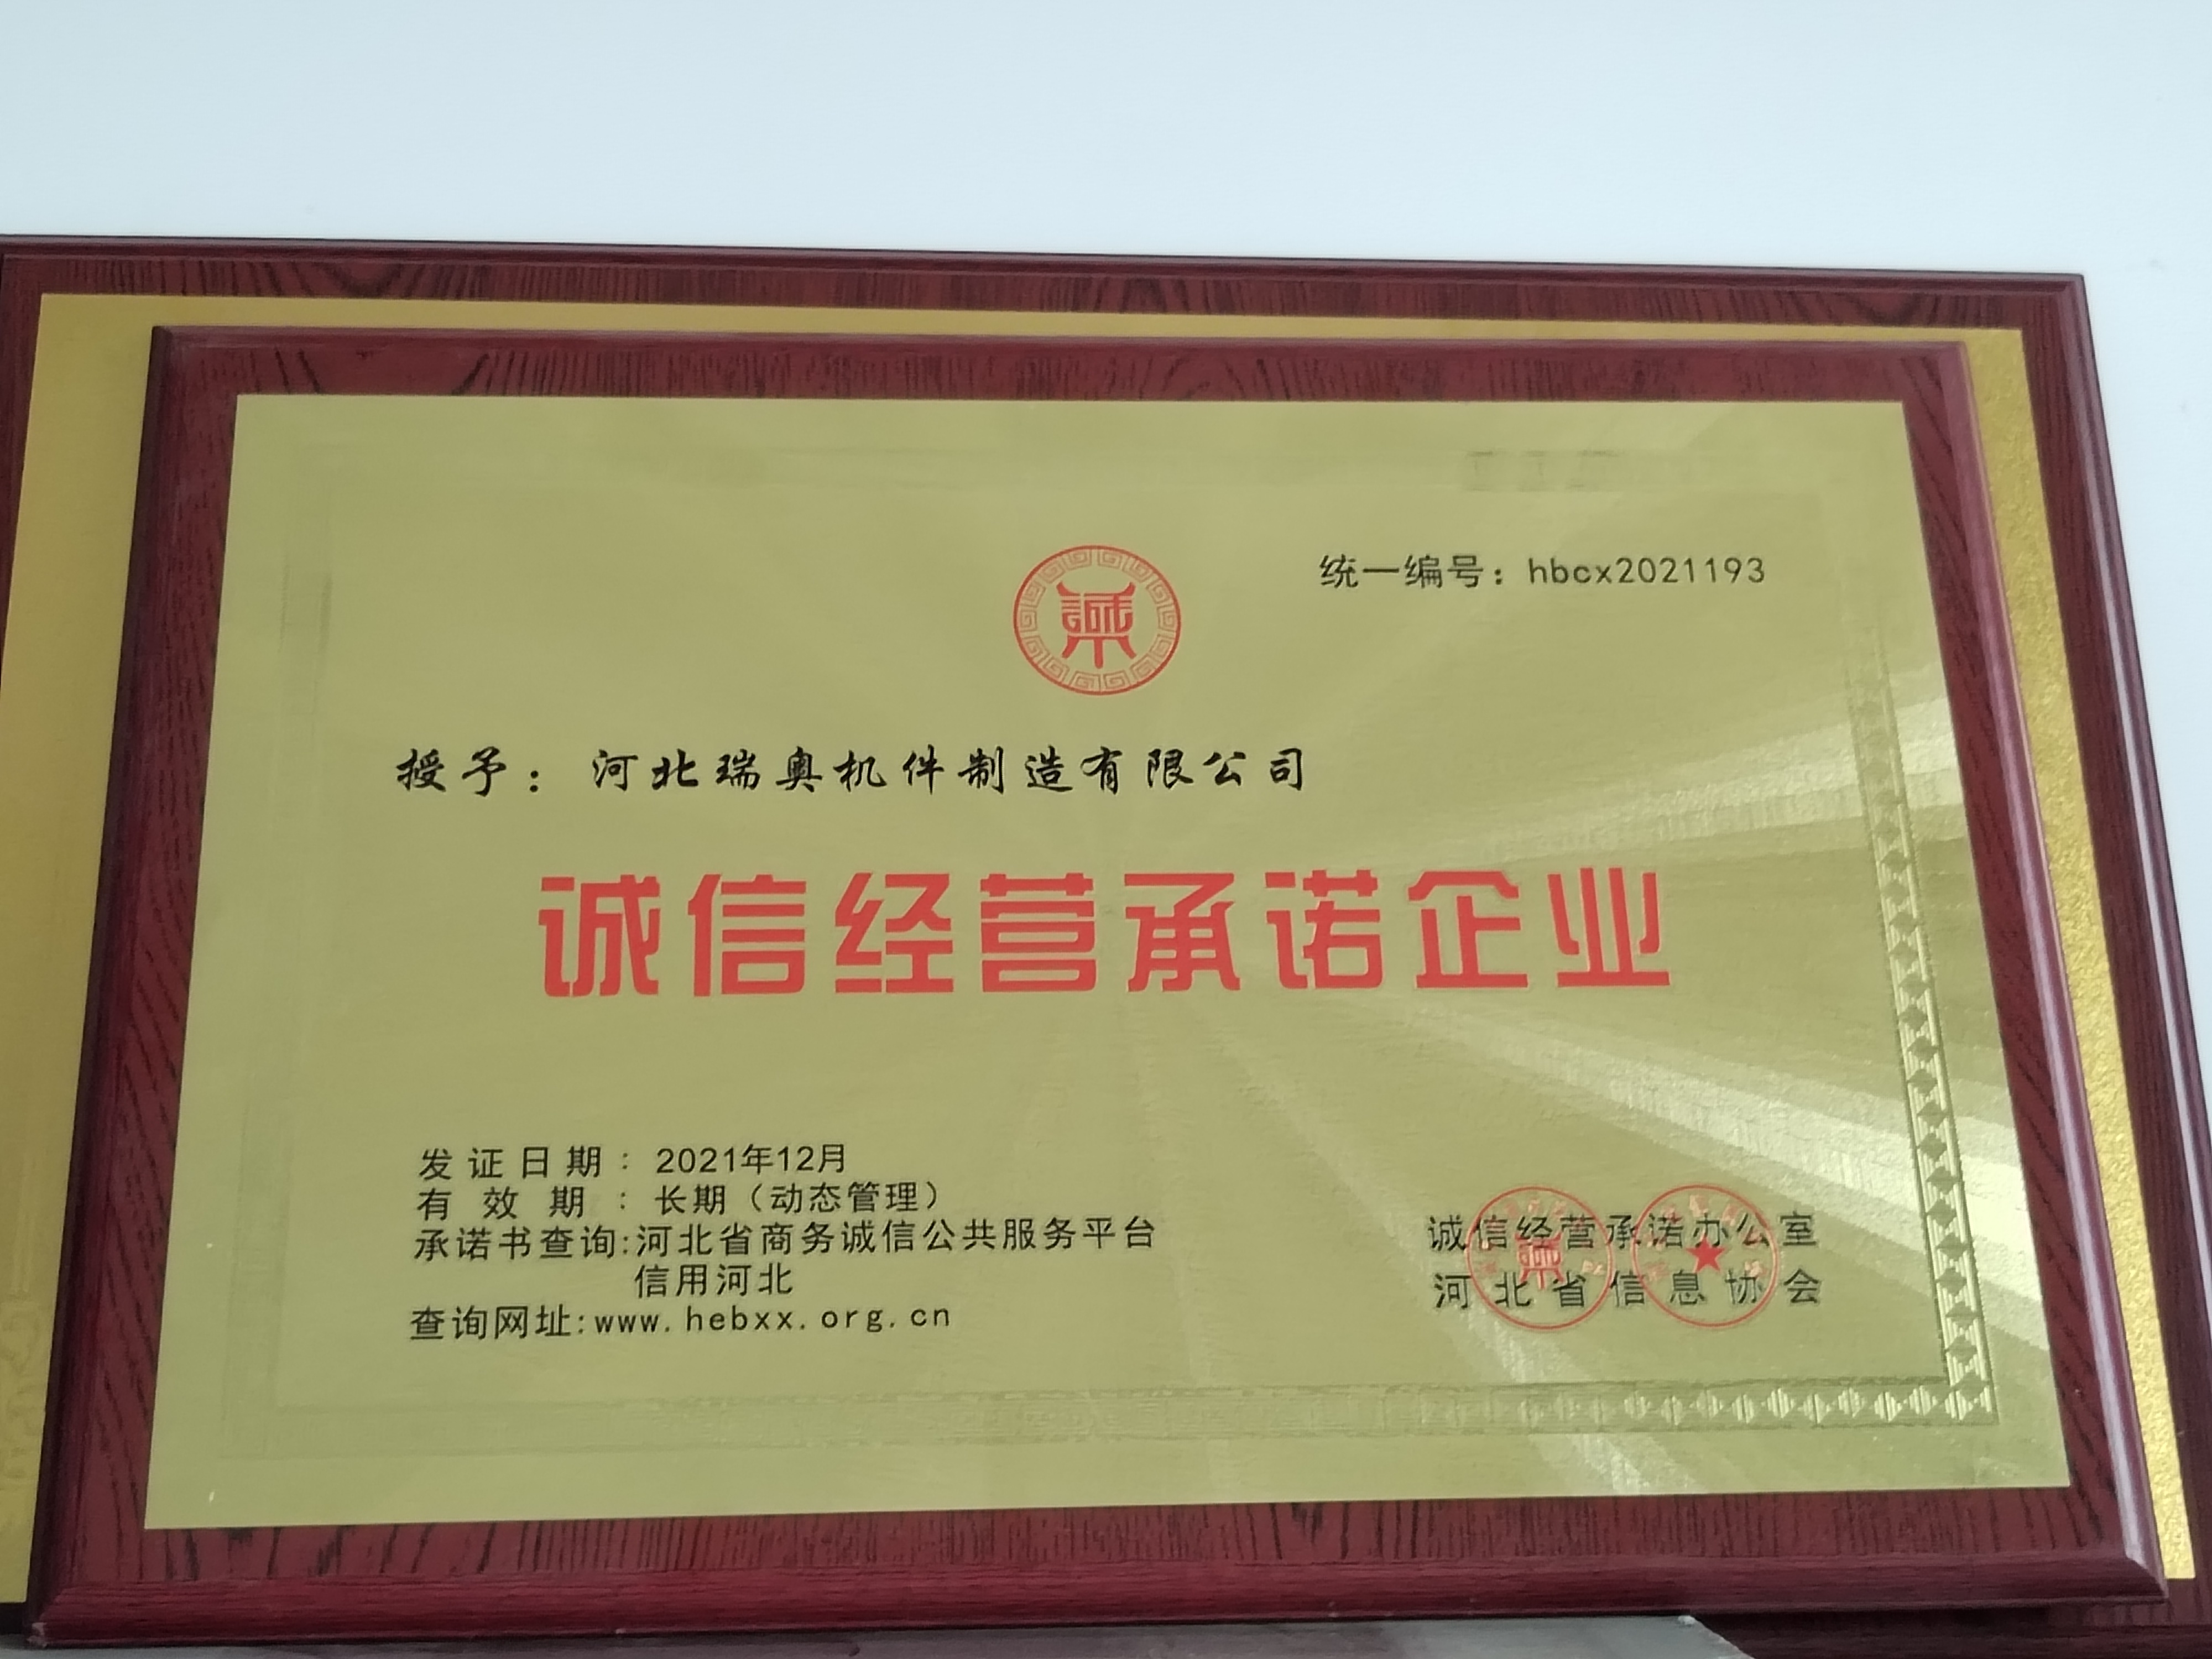 誠
统一编号：hbcx2021193
授予：河北瑞奥机件制造有限公司
诚信经营承诺企业
发证日期：2021年12月
有效期：长期（动态管理）
承诺书查询:河北省商务诚信公共服务平台
信用河北
查询网址:www.hebxx.org.cn
诚信经营承诺办公室
河北省信息协会